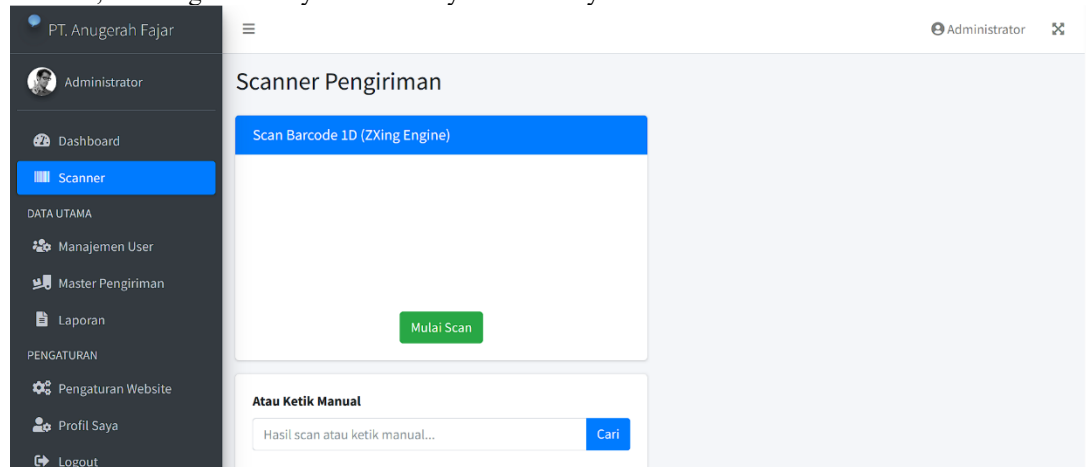 PT. Anugerah Fajar
Administrator
Administrator
Dashboard
Scanner
DATA UTAMA
Manajemen User
Master Pengiriman
Laporan
PENGATURAN
Pengaturan Website
Profil Saya
Logout
Scanner Pengiriman
Scan Barcode 1D (ZXing Engine)
Mulai Scan
Atau Ketik Manual
Hasil scan atau ketik manual...
Cari